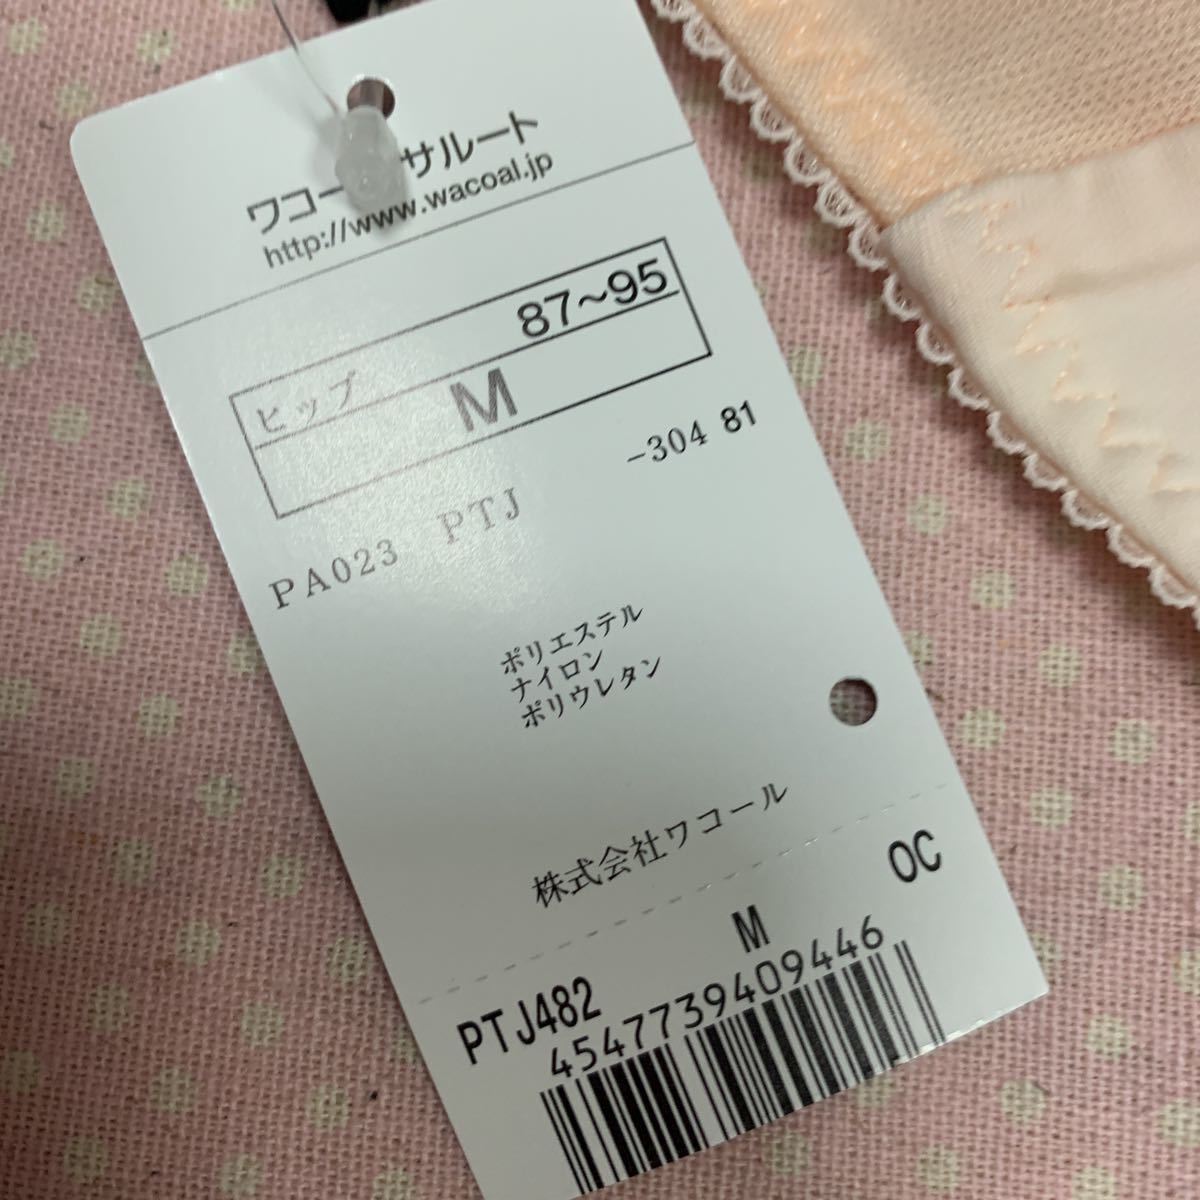 ワコー サルート
http://www.wacoal.jp
ヒップ 87~95
M
-304 81
PA023 PTJ
ポリエステル
ナイロン
ポリウレタン
株式会社ワコール
M OC
PTJ482
4547739409446